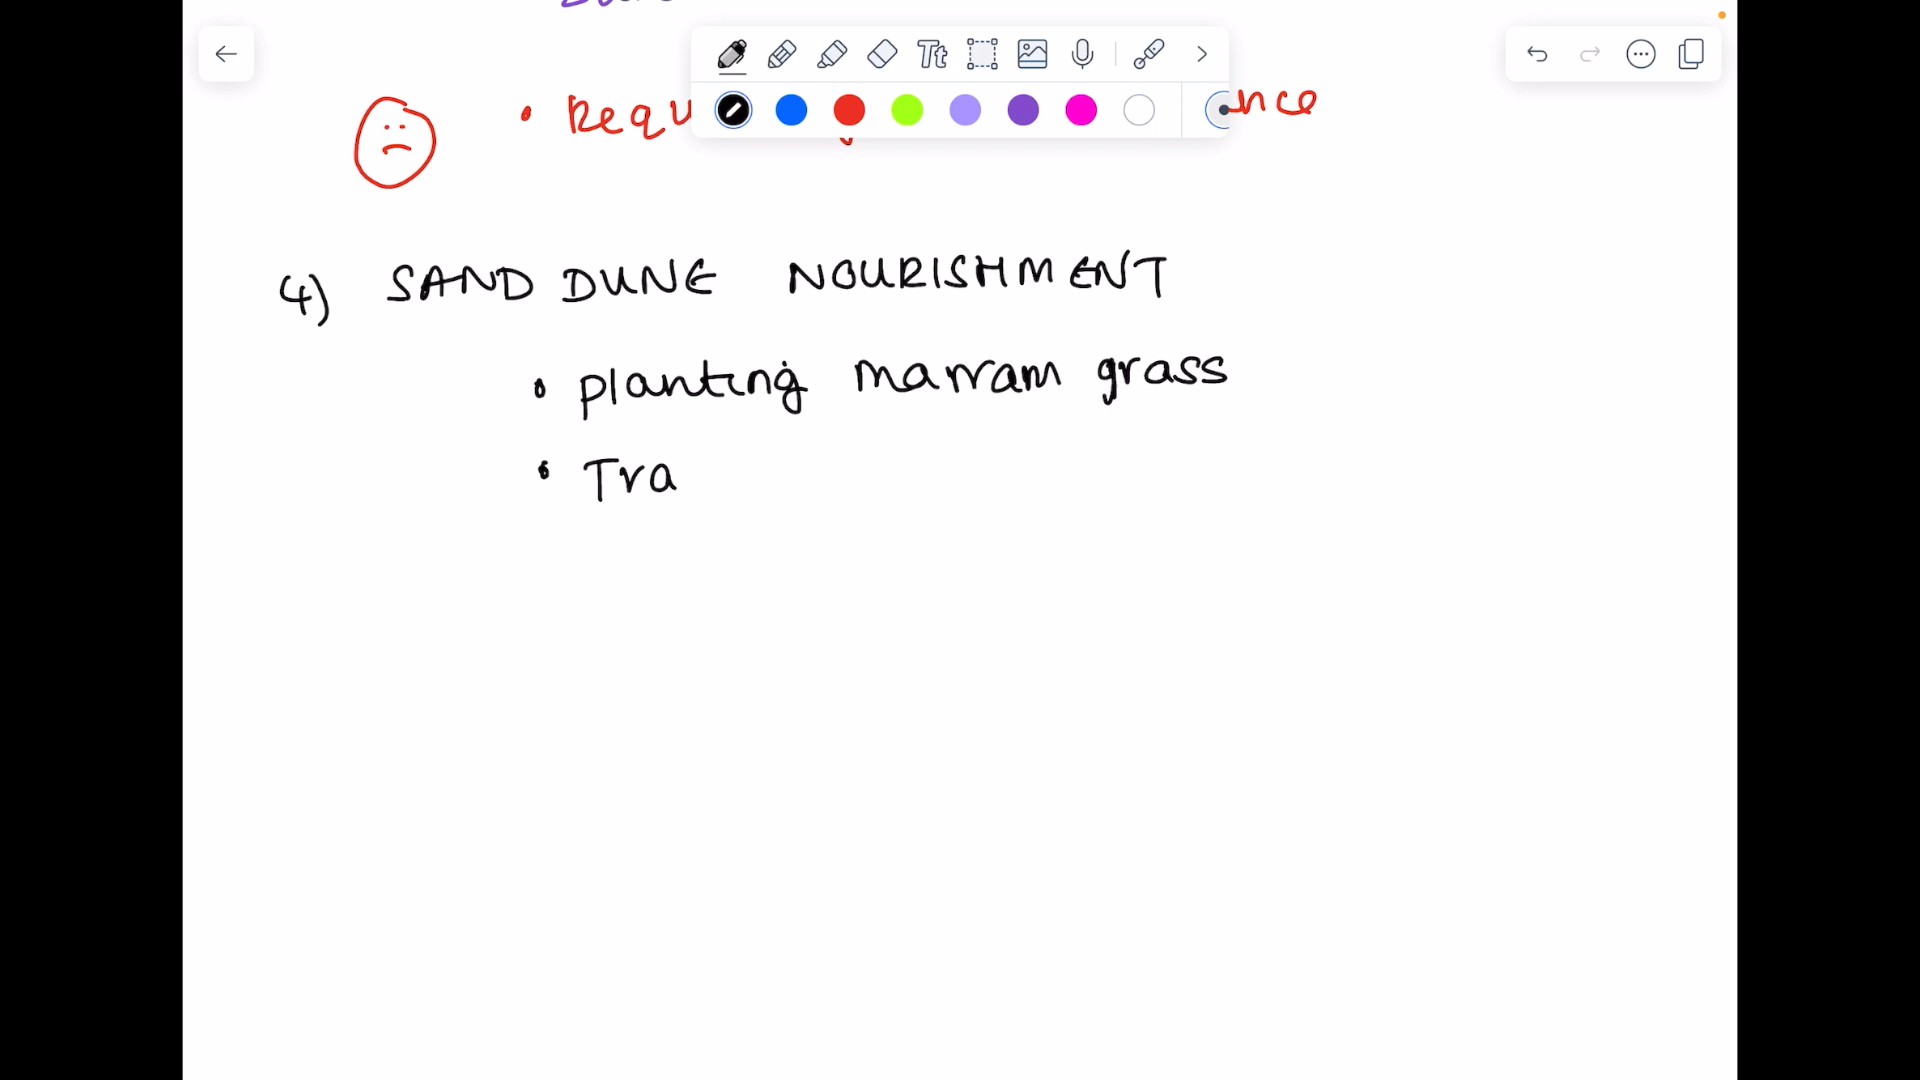 • Requ nce
4) SAND DUNE NOURISHMENT
• planting marram grass
• Tra